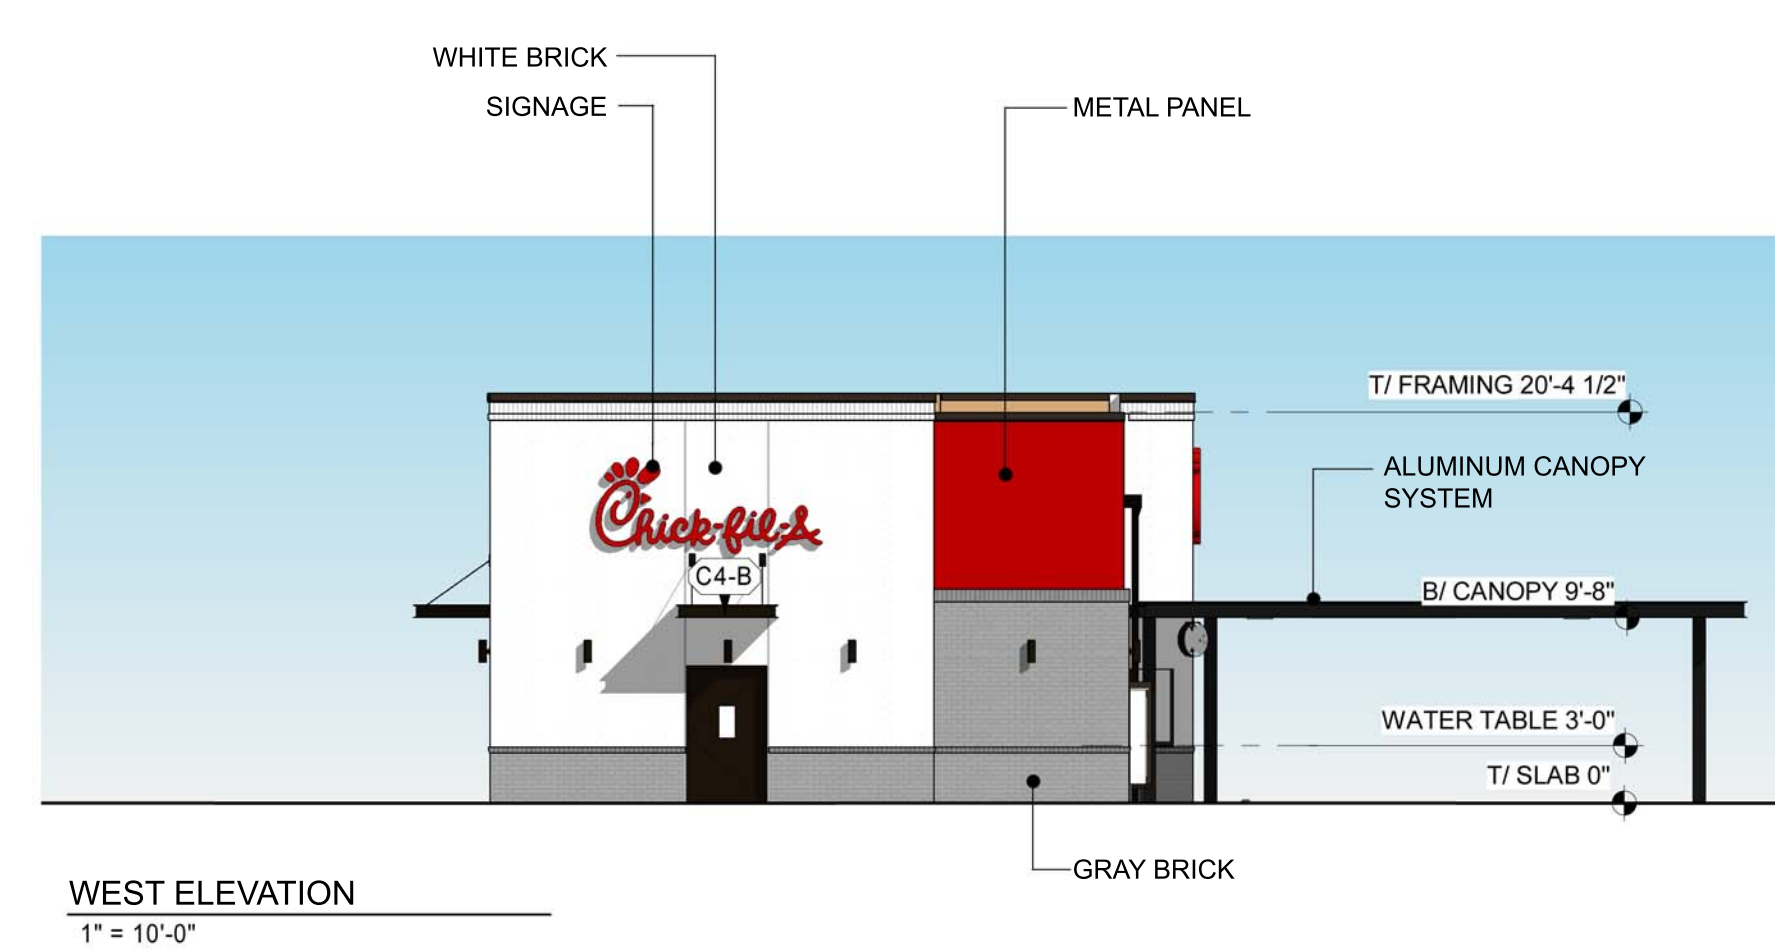 WHITE BRICK
SIGNAGE
METAL PANEL
T/ FRAMING 20'-4 1/2"
ALUMINUM CANOPY
SYSTEM
Chick-fil-A
C4-B
B/ CANOPY 9'-8"
WATER TABLE 3'-0"
T/ SLAB 0"
GRAY BRICK
WEST ELEVATION
1" = 10'-0"